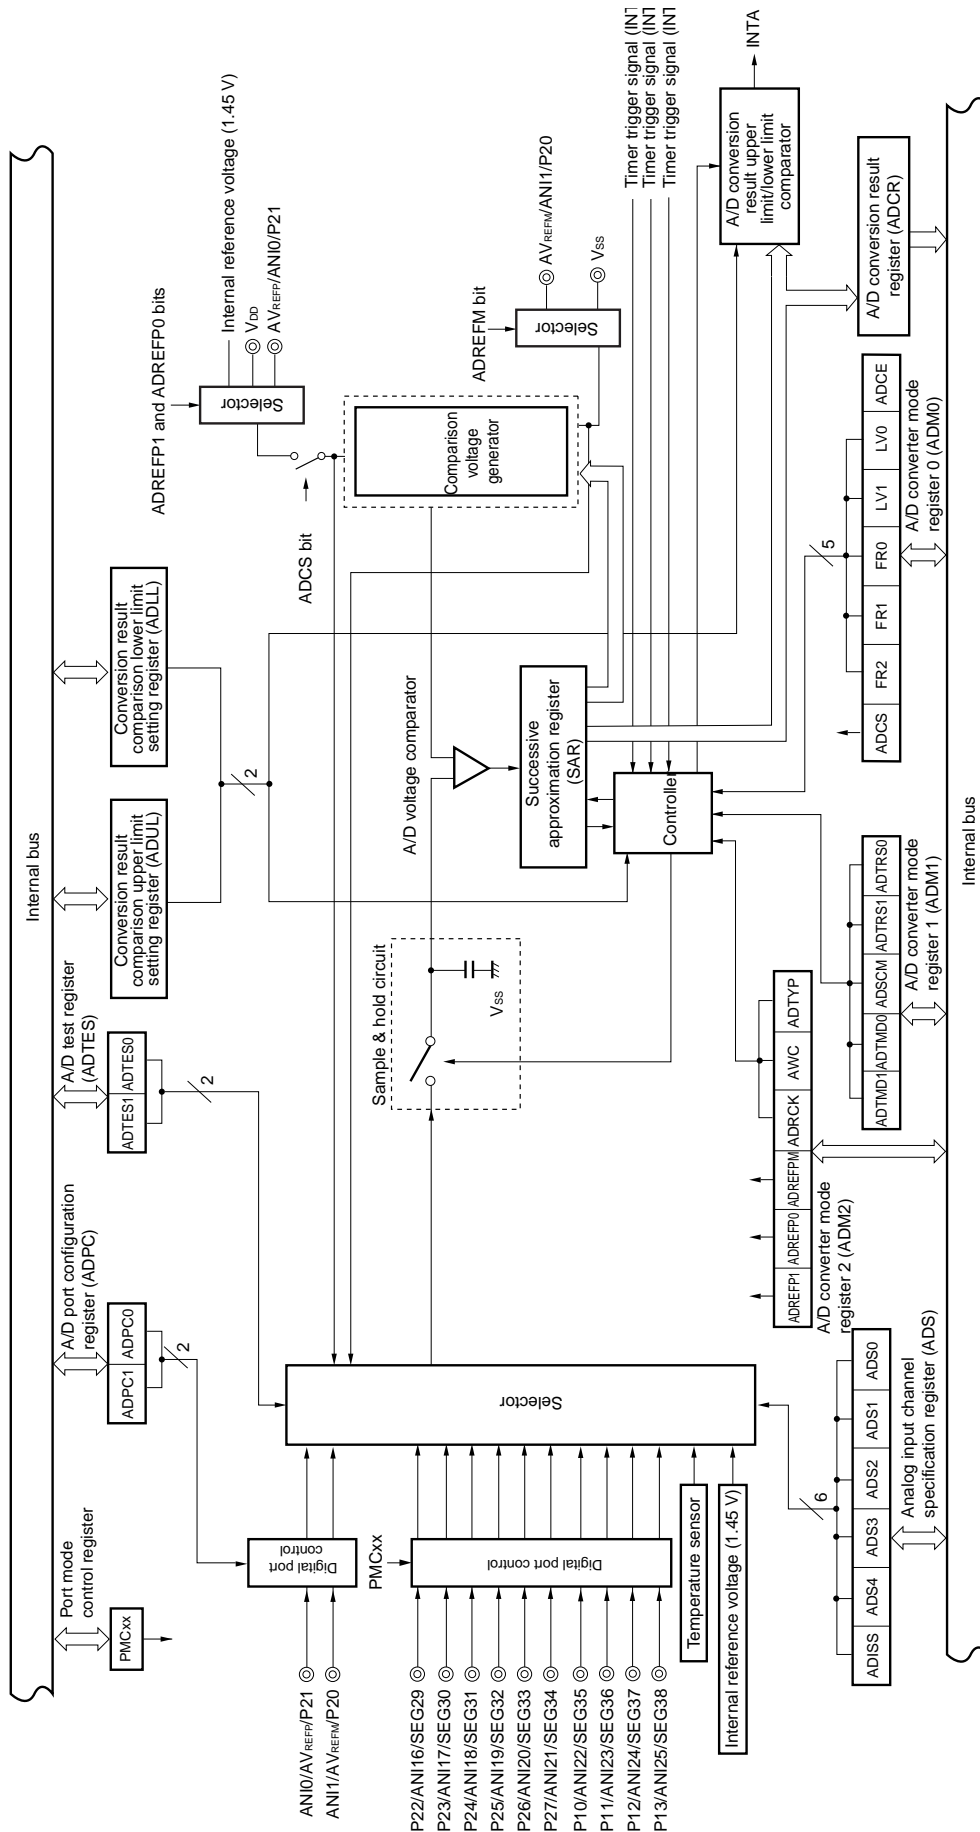 Internal bus
Port mode
control register
PMCxx
A/D port configuration
register (ADPC)
ADPC1 ADPC0
2
A/D test register
(ADTES)
ADTES1 ADTES0
2
Conversion result
comparison upper limit
setting register (ADUL)
Conversion result
comparison lower limit
setting register (ADLL)
2
ADREFP1 and ADREFP0 bits
Selector
Internal reference voltage (1.45 V)
VDD
AVREFP/ANI0/P21
ADCS bit
Comparison
voltage
generator
ADREFM bit
Selector
AVREFM/ANI1/P20
VSS
ANI0/AVREFP/P21
ANI1/AVREFM/P20
Digital port
control
PMCxx
P22/ANI16/SEG29
P23/ANI17/SEG30
P24/ANI18/SEG31
P25/ANI19/SEG32
P26/ANI20/SEG33
P27/ANI21/SEG34
P10/ANI22/SEG35
P11/ANI23/SEG36
P12/ANI24/SEG37
P13/ANI25/SEG38
Digital port control
Temperature sensor
Internal reference voltage (1.45 V)
Selector
Sample & hold circuit
VSS
A/D voltage comparator
Successive
approximation register
(SAR)
Controller
Timer trigger signal (INT
Timer trigger signal (INT
Timer trigger signal (INT
A/D conversion
result upper
limit/lower limit
comparator
INTA
A/D conversion result
register (ADCR)
6
ADISS ADS4 ADS3 ADS2 ADS1 ADS0
Analog input channel
specification register (ADS)
ADREFP1 ADREFP0 ADREFPM ADRCK AWC ADTYP
A/D converter mode
register 2 (ADM2)
ADTMD1 ADTMD0 ADSCM ADTRS1 ADTRS0
A/D converter mode
register 1 (ADM1)
5
ADCS FR2 FR1 FR0 LV1 LV0 ADCE
A/D converter mode
register 0 (ADM0)
Internal bus